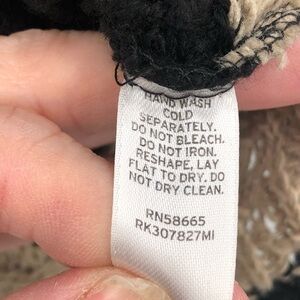 HAND WASH
COLD
SEPARATELY.
DO NOT BLEACH.
DO NOT IRON.
RESHAPE, LAY
FLAT TO DRY. DO
NOT DRY CLEAN.
RN58665
RK307827MI